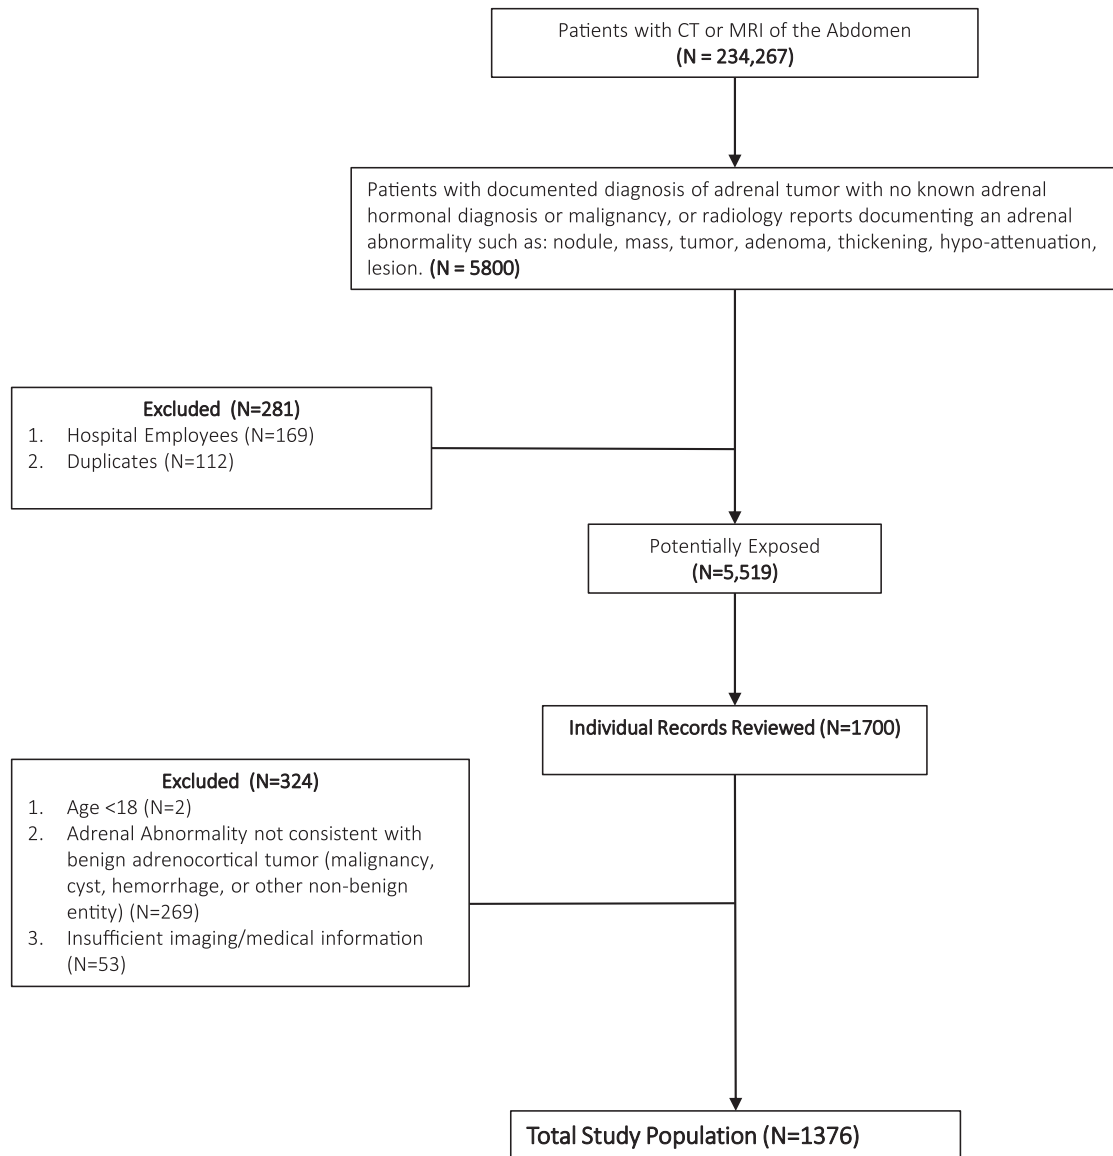 Patients with CT or MRI of the Abdomen
(N = 234,267)
Patients with documented diagnosis of adrenal tumor with no known adrenal
hormonal diagnosis or malignancy, or radiology reports documenting an adrenal
abnormality such as: nodule, mass, tumor, adenoma, thickening, hypo-attenuation,
lesion. (N = 5800)
Excluded (N=281)
1. Hospital Employees (N=169)
2. Duplicates (N=112)
Potentially Exposed
(N=5,519)
Individual Records Reviewed (N=1700)
Excluded (N=324)
1. Age <18 (N=2)
2. Adrenal Abnormality not consistent with
benign adrenocortical tumor (malignancy,
cyst, hemorrhage, or other non-benign
entity) (N=269)
3. Insufficient imaging/medical information
(N=53)
Total Study Population (N=1376)